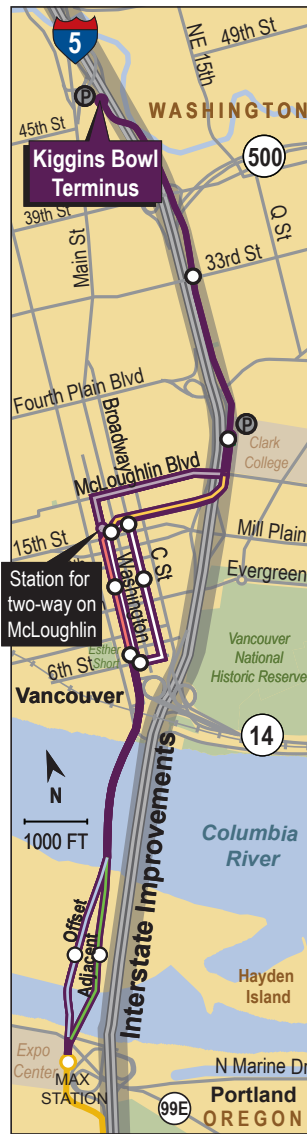 5
49th St
NE 15th
P
WASHINGTON
45th St
500
Kiggins Bowl
Terminus
39th St
Main St
33rd St
Q St
Fourth Plain Blvd
Broadway
P
Clark
College
McLoughlin Blvd
15th St
Mill Plain
Station for
two-way on
McLoughlin
Washington
C St
Evergreen
Esther
Short
6th St
Vancouver
National
Historic Reserve
Vancouver
14
N
1000 FT
Interstate Improvements
Columbia
River
Offset
Adjacent
Hayden
Island
Expo
Center
MAX
STATION
N Marine Dr
99E
Portland
OREGON